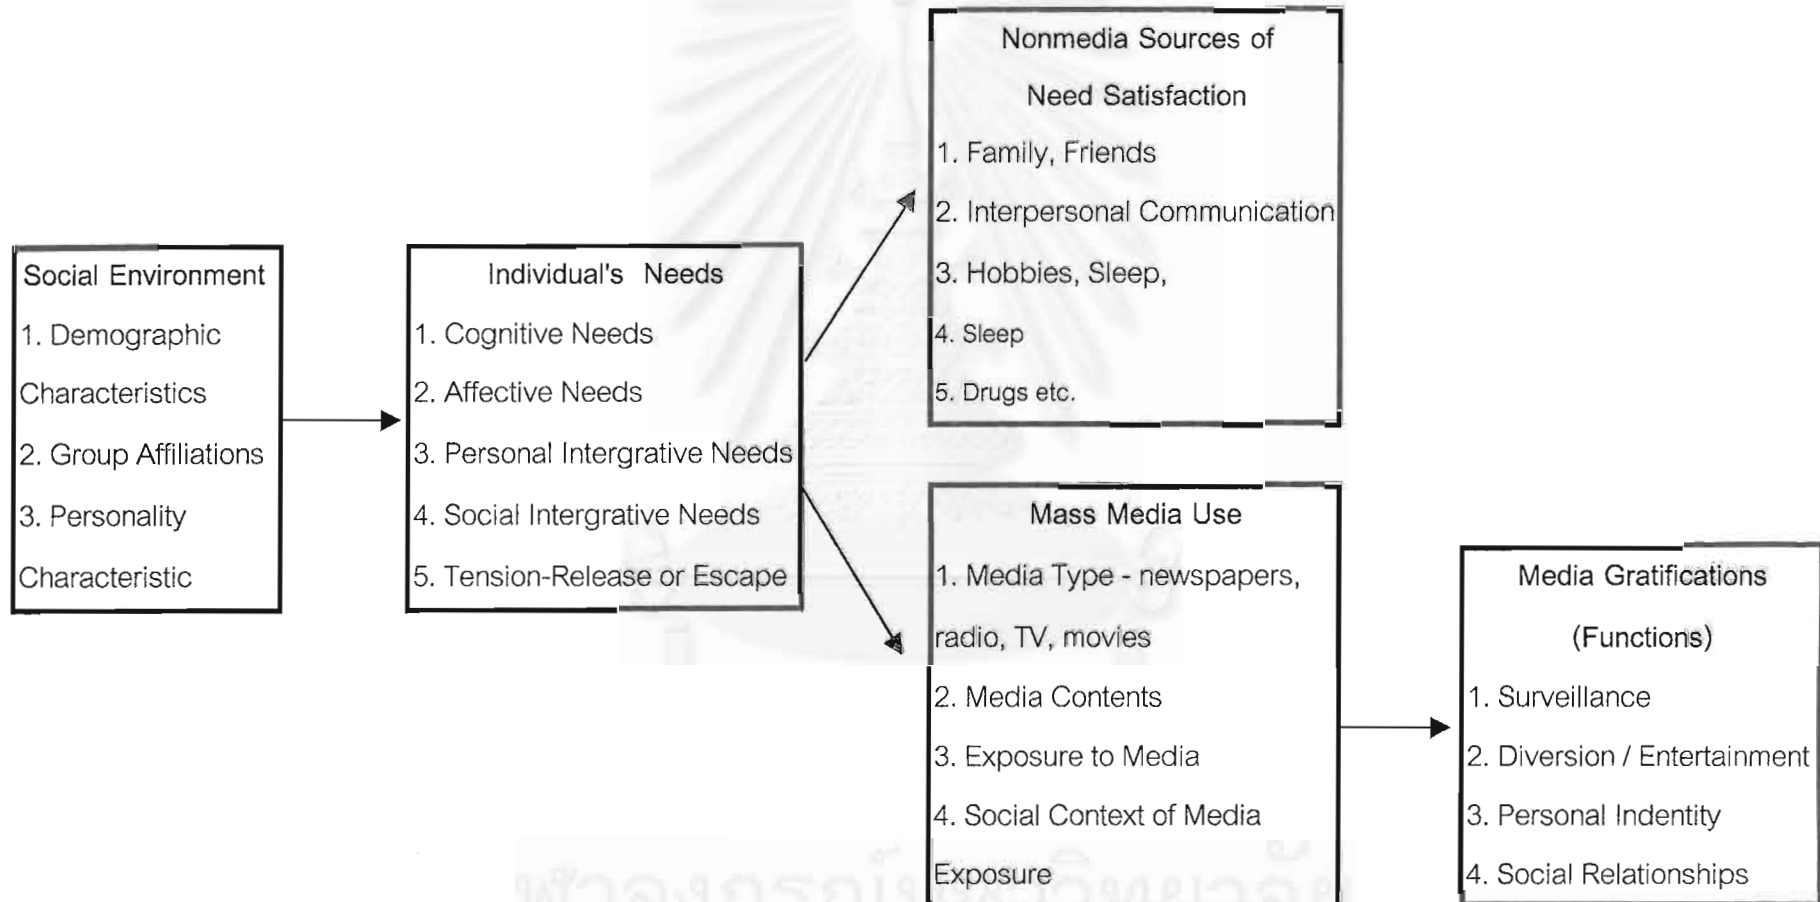 Social Environment
1. Demographic
Characteristics
2. Group Affiliations
3. Personality
Characteristic
Individual's Needs
1. Cognitive Needs
2. Affective Needs
3. Personal Intergrative Needs
4. Social Intergrative Needs
5. Tension-Release or Escape
Nonmedia Sources of
Need Satisfaction
1. Family, Friends
2. Interpersonal Communication
3. Hobbies, Sleep,
4. Sleep
5. Drugs etc.
Mass Media Use
1. Media Type - newspapers,
radio, TV, movies
2. Media Contents
3. Exposure to Media
4. Social Context of Media
Exposure
Media Gratifications
(Functions)
1. Surveillance
2. Diversion / Entertainment
3. Personal Indentity
4. Social Relationships